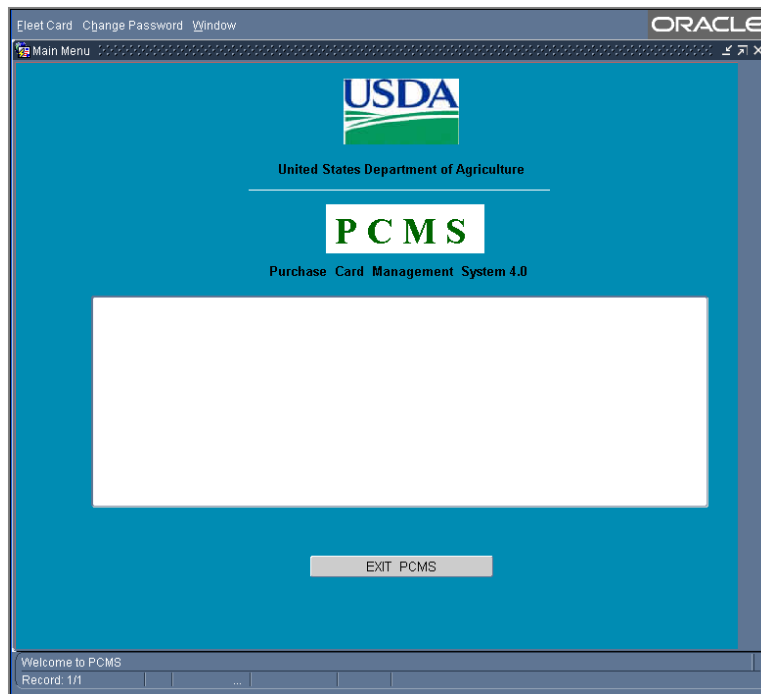 Fleet Card Change Password Window
ORACLE
Main Menu
USDA
United States Department of Agriculture
P C M S
Purchase Card Management System 4.0
EXIT PCMS
Welcome to PCMS
Record: 1/1
...